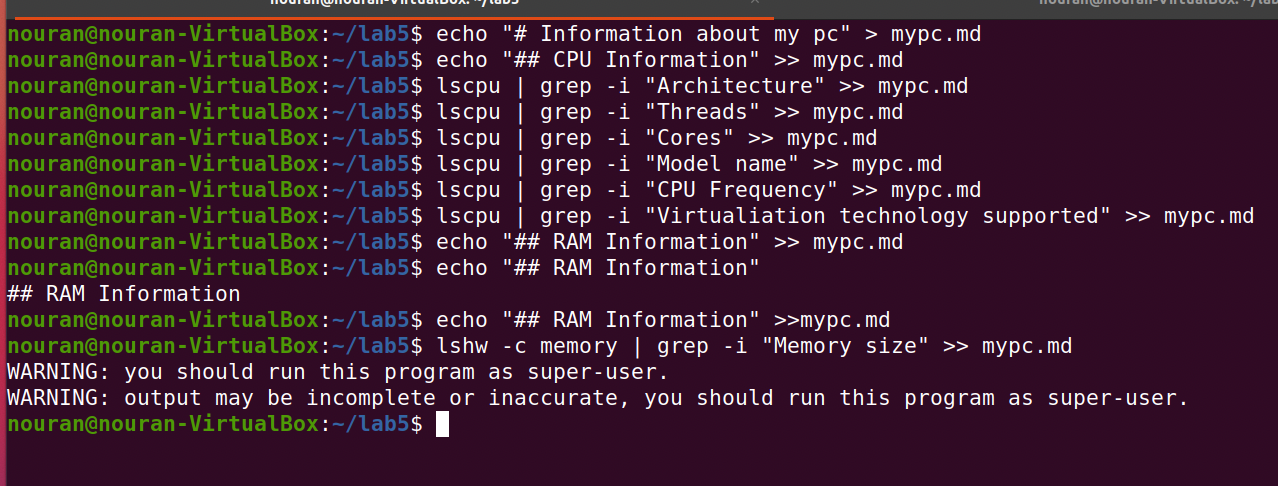 nouran@nouran-VirtualBox: ~/lab5 nouran@nouran-VirtualBox: ~/lab
nouran@nouran-VirtualBox:~/lab5$ echo "# Information about my pc" > mypc.md
nouran@nouran-VirtualBox:~/lab5$ echo "## CPU Information" >> mypc.md
nouran@nouran-VirtualBox:~/lab5$ lscpu | grep -i "Architecture" >> mypc.md
nouran@nouran-VirtualBox:~/lab5$ lscpu | grep -i "Threads" >> mypc.md
nouran@nouran-VirtualBox:~/lab5$ lscpu | grep -i "Cores" >> mypc.md
nouran@nouran-VirtualBox:~/lab5$ lscpu | grep -i "Model name" >> mypc.md
nouran@nouran-VirtualBox:~/lab5$ lscpu | grep -i "CPU Frequency" >> mypc.md
nouran@nouran-VirtualBox:~/lab5$ lscpu | grep -i "Virtualiation technology supported" >> mypc.md
nouran@nouran-VirtualBox:~/lab5$ echo "## RAM Information" >> mypc.md
nouran@nouran-VirtualBox:~/lab5$ echo "## RAM Information"
## RAM Information
nouran@nouran-VirtualBox:~/lab5$ echo "## RAM Information" >>mypc.md
nouran@nouran-VirtualBox:~/lab5$ lshw -c memory | grep -i "Memory size" >> mypc.md
WARNING: you should run this program as super-user.
WARNING: output may be incomplete or inaccurate, you should run this program as super-user.
nouran@nouran-VirtualBox:~/lab5$